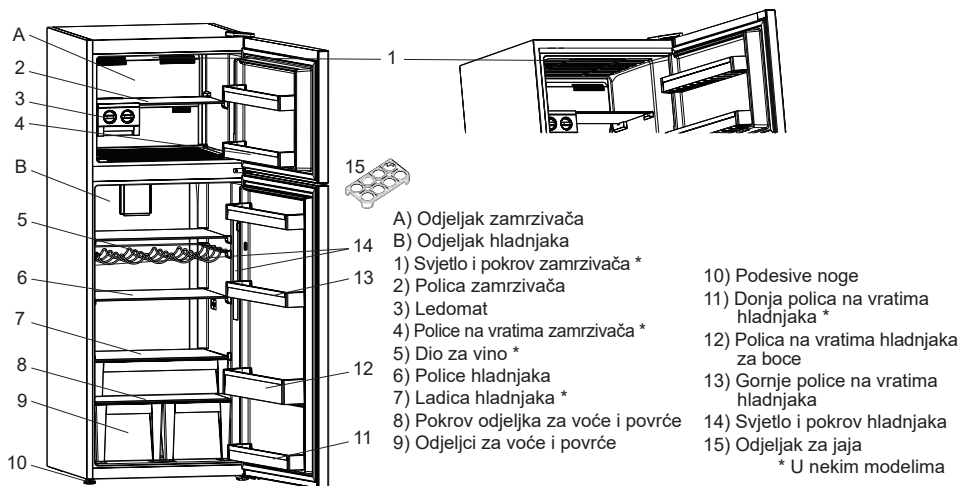 A
2
3
4
B
5
6
7
8
9
10
1
15
14
13
12
11
A) Odjeljak zamrzivača
B) Odjeljak hladnjaka
1) Svjetlo i pokrov zamrzivača *
2) Polica zamrzivača
3) Ledomat
4) Police na vratima zamrzivača *
5) Dio za vino *
6) Police hladnjaka
7) Ladica hladnjaka *
8) Pokrov odjeljka za voće i povrće
9) Odjeljci za voće i povrće
10) Podesive noge
11) Donja polica na vratima
hladnjaka *
12) Polica na vratima hladnjaka
za boce
13) Gornje police na vratima
hladnjaka
14) Svjetlo i pokrov hladnjaka
15) Odjeljak za jaja
* U nekim modelima